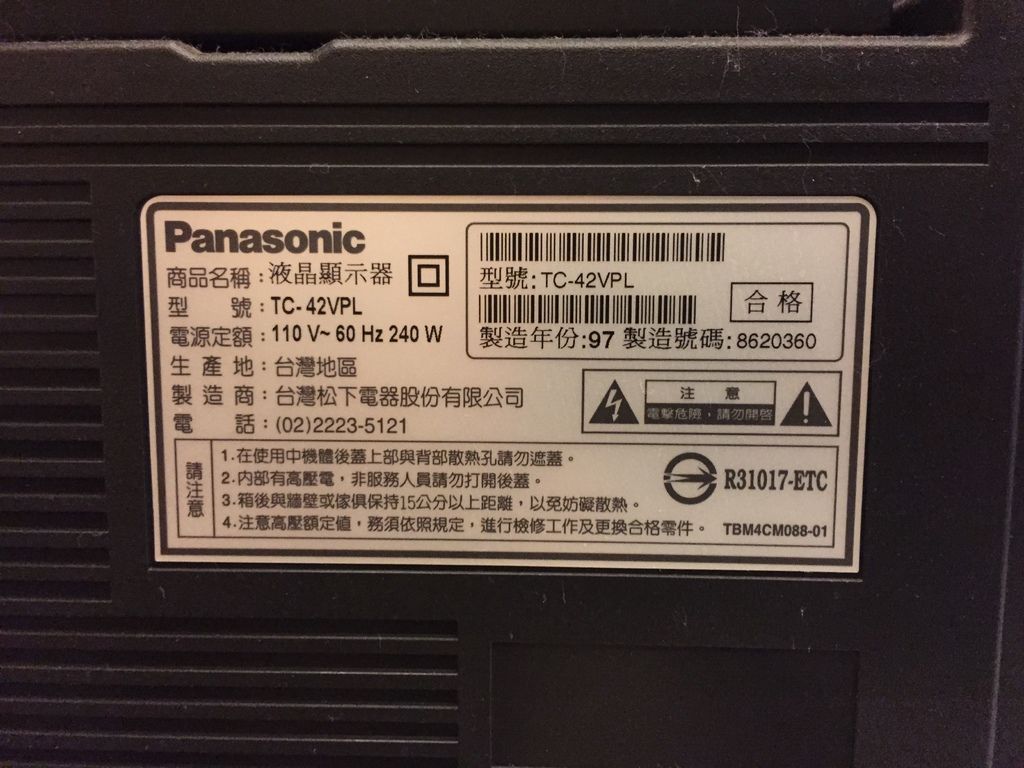 Panasonic
商品名稱：液晶顯示器
型　號：TC-42VPL
電源定額：110 V~ 60 Hz 240 W
生 產 地：台灣地區
製 造 商：台灣松下電器股份有限公司
電　話：(02)2223-5121
型號：TC-42VPL
合格
製造年份：97 製造號碼：8620360
注 意
電擊危險，請勿開啓
請注意
1.在使用中機體後蓋上部與背部散熱孔請勿遮蓋。
2.內部有高壓電，非服務人員請勿打開後蓋。
3.箱後與牆壁或傢俱保持15公分以上距離，以免妨礙散熱。
4.注意高壓額定值，務須依照規定，進行檢修工作及更換合格零件。
R31017-ETC
TBM4CM088-01